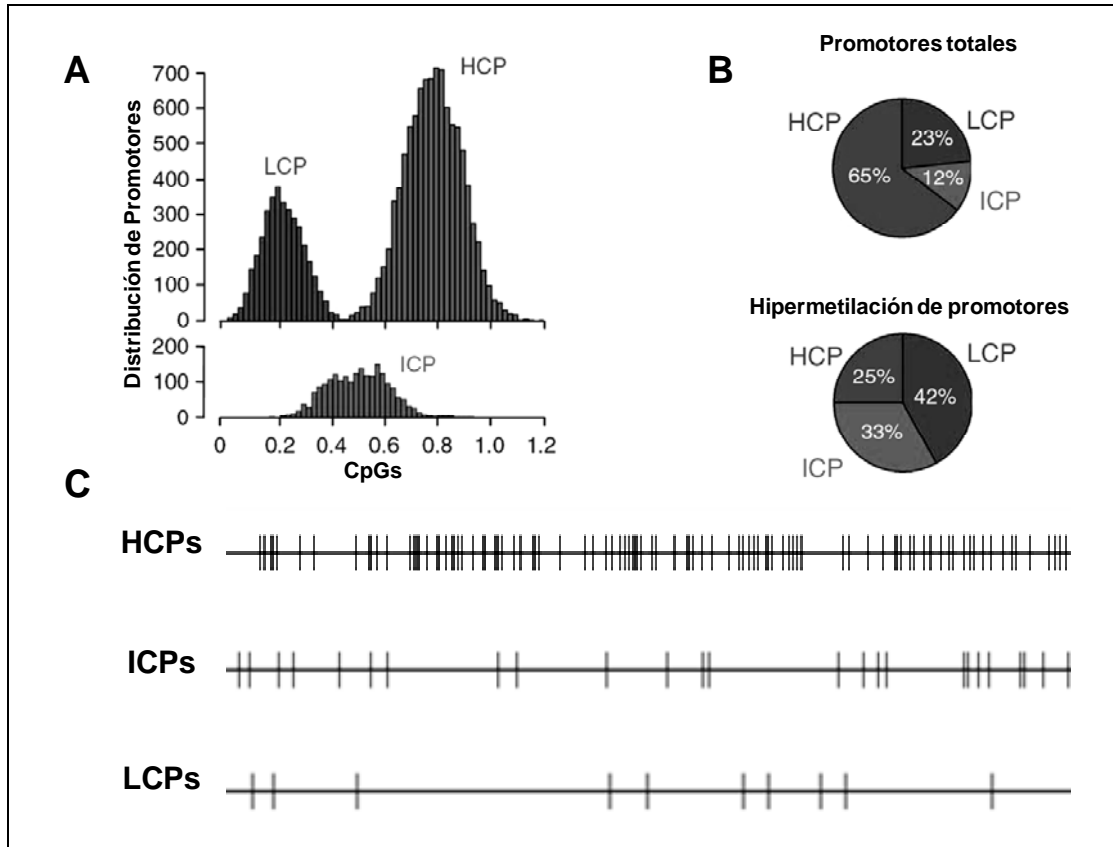 A
Distribución de Promotores
700
600
500
400
300
200
100
0
LCP
HCP
200
100
0
ICP
0 0.2 0.4 0.6 0.8 1.0 1.2
CpGs
B
Promotores totales
HCP
LCP
23%
65%
12%
ICP
Hipermetilación de promotores
HCP
LCP
25%
42%
33%
ICP
C
HCPs
ICPs
LCPs